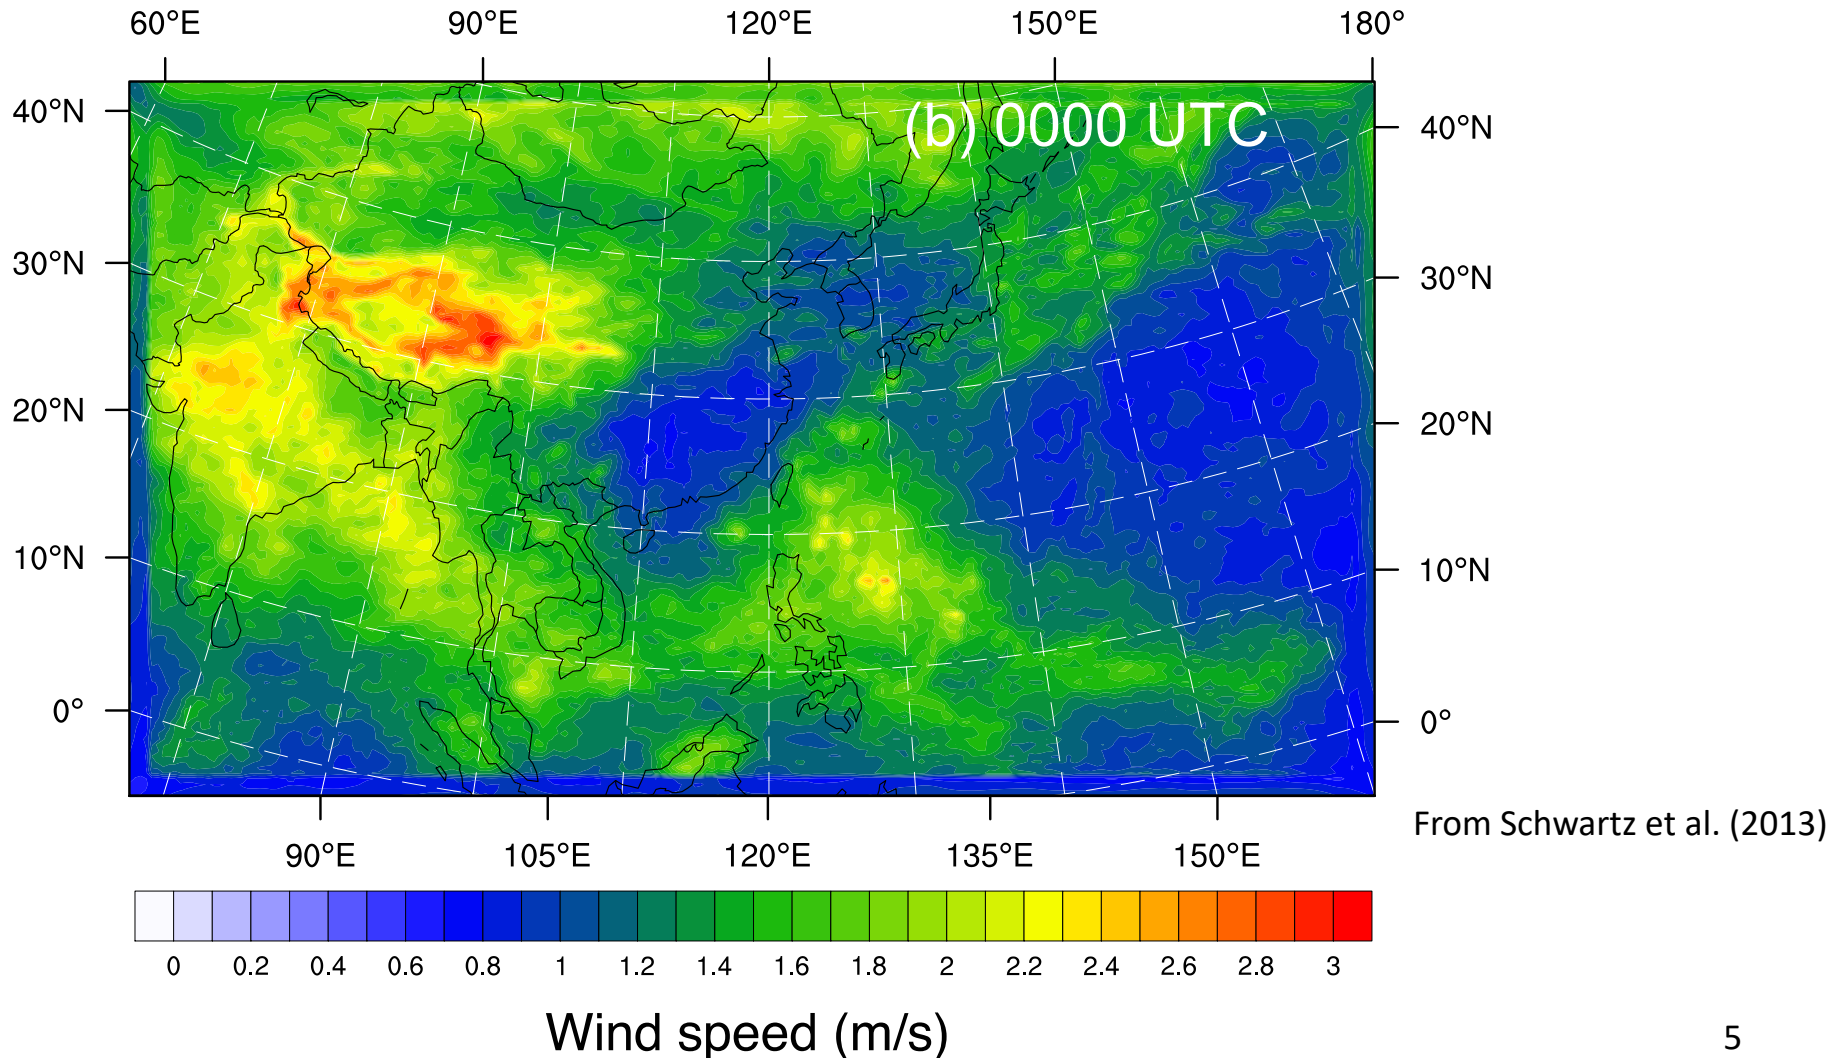 60°E 90°E 120°E 150°E 180°
(b) 0000 UTC
40°N 40°N
30°N 30°N
20°N 20°N
10°N 10°N
0° 0°
From Schwartz et al. (2013)
90°E 105°E 120°E 135°E 150°E
0 0.2 0.4 0.6 0.8 1 1.2 1.4 1.6 1.8 2 2.2 2.4 2.6 2.8 3
Wind speed (m/s)
5